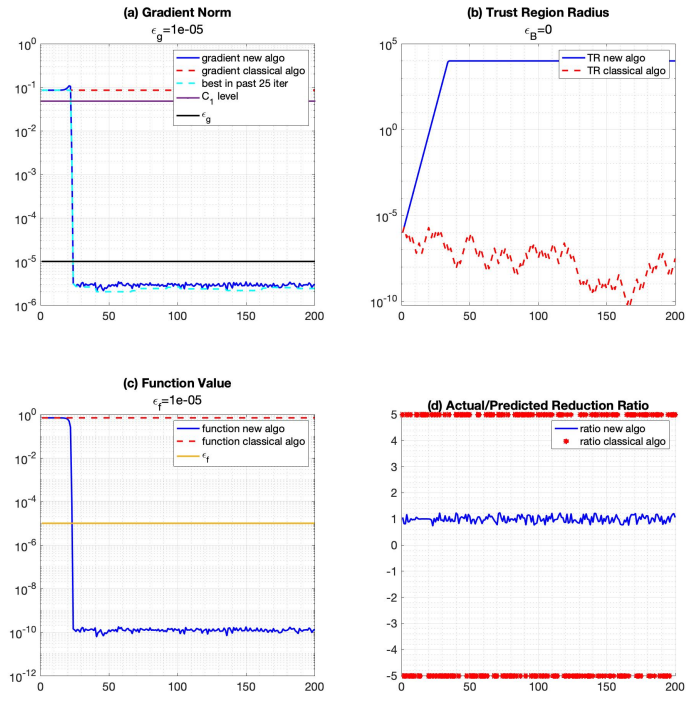 (a) Gradient Norm
ϵg=1e-05
10^0
10^-1
10^-2
10^-3
10^-4
10^-5
10^-6
0 50 100 150 200
gradient new algo
gradient classical algo
best in past 25 iter
C1 level
ϵg
(b) Trust Region Radius
ϵB=0
10^5
10^0
10^-5
10^-10
0 50 100 150 200
TR new algo
TR classical algo
(c) Function Value
ϵf=1e-05
10^0
10^-2
10^-4
10^-6
10^-8
10^-10
10^-12
0 50 100 150 200
function new algo
function classical algo
ϵf
(d) Actual/Predicted Reduction Ratio
5
4
3
2
1
0
-1
-2
-3
-4
-5
0 50 100 150 200
ratio new algo
ratio classical algo